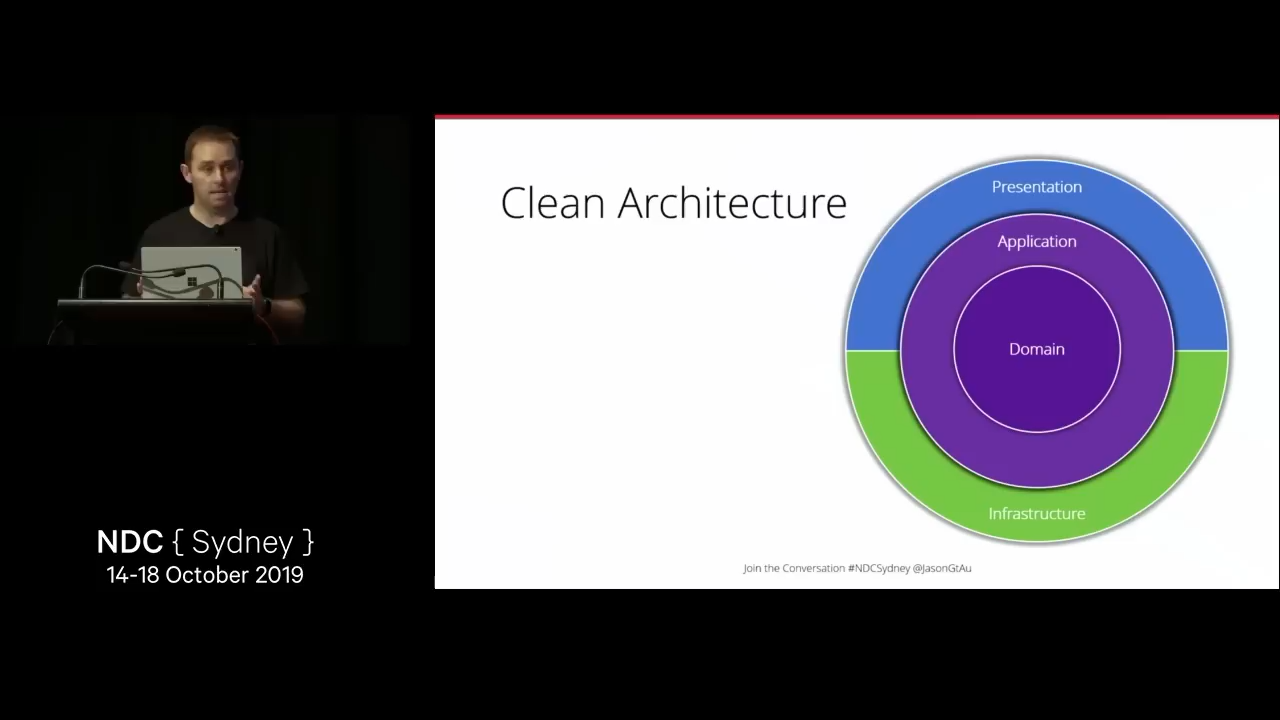 Clean Architecture
Presentation
Application
Domain
Infrastructure
Join the Conversation #NDCSydney @JasonGtAu
NDC { Sydney }
14-18 October 2019